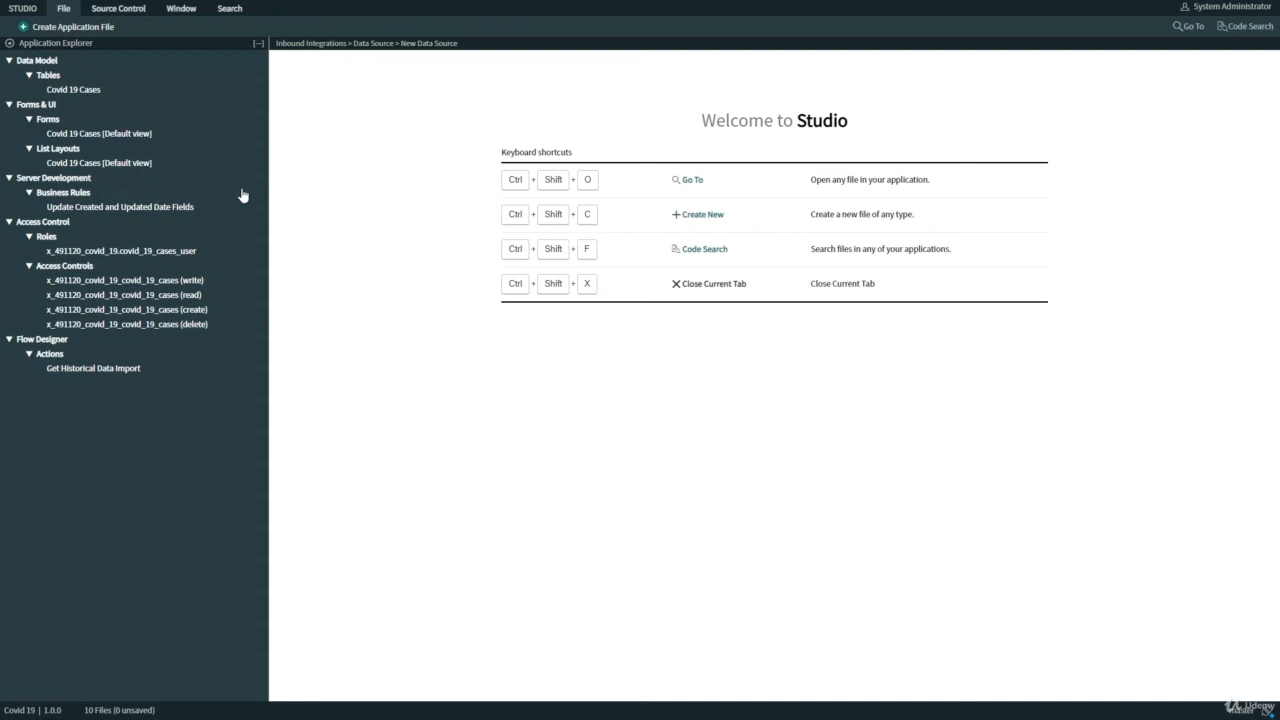 STUDIO File Source Control Window Search System Administrator
Create Application File Go To Code Search
Application Explorer [—] Inbound Integrations > Data Source > New Data Source
Data Model
Tables
Covid 19 Cases
Forms & UI
Forms
Covid 19 Cases [Default view]
List Layouts
Covid 19 Cases [Default view]
Server Development
Business Rules
Update Created and Updated Date Fields
Access Control
Roles
x_491120_covid_19.covid_19_cases_user
Access Controls
x_491120_covid_19_covid_19_cases (write)
x_491120_covid_19_covid_19_cases (read)
x_491120_covid_19_covid_19_cases (create)
x_491120_covid_19_covid_19_cases (delete)
Flow Designer
Actions
Get Historical Data Import
Welcome to Studio
Keyboard shortcuts
Ctrl + Shift + O Go To Open any file in your application.
Ctrl + Shift + C Create New Create a new file of any type.
Ctrl + Shift + F Code Search Search files in any of your applications.
Ctrl + Shift + X Close Current Tab Close Current Tab
Covid 19 | 1.0.0 10 Files (0 unsaved) master
Udemy